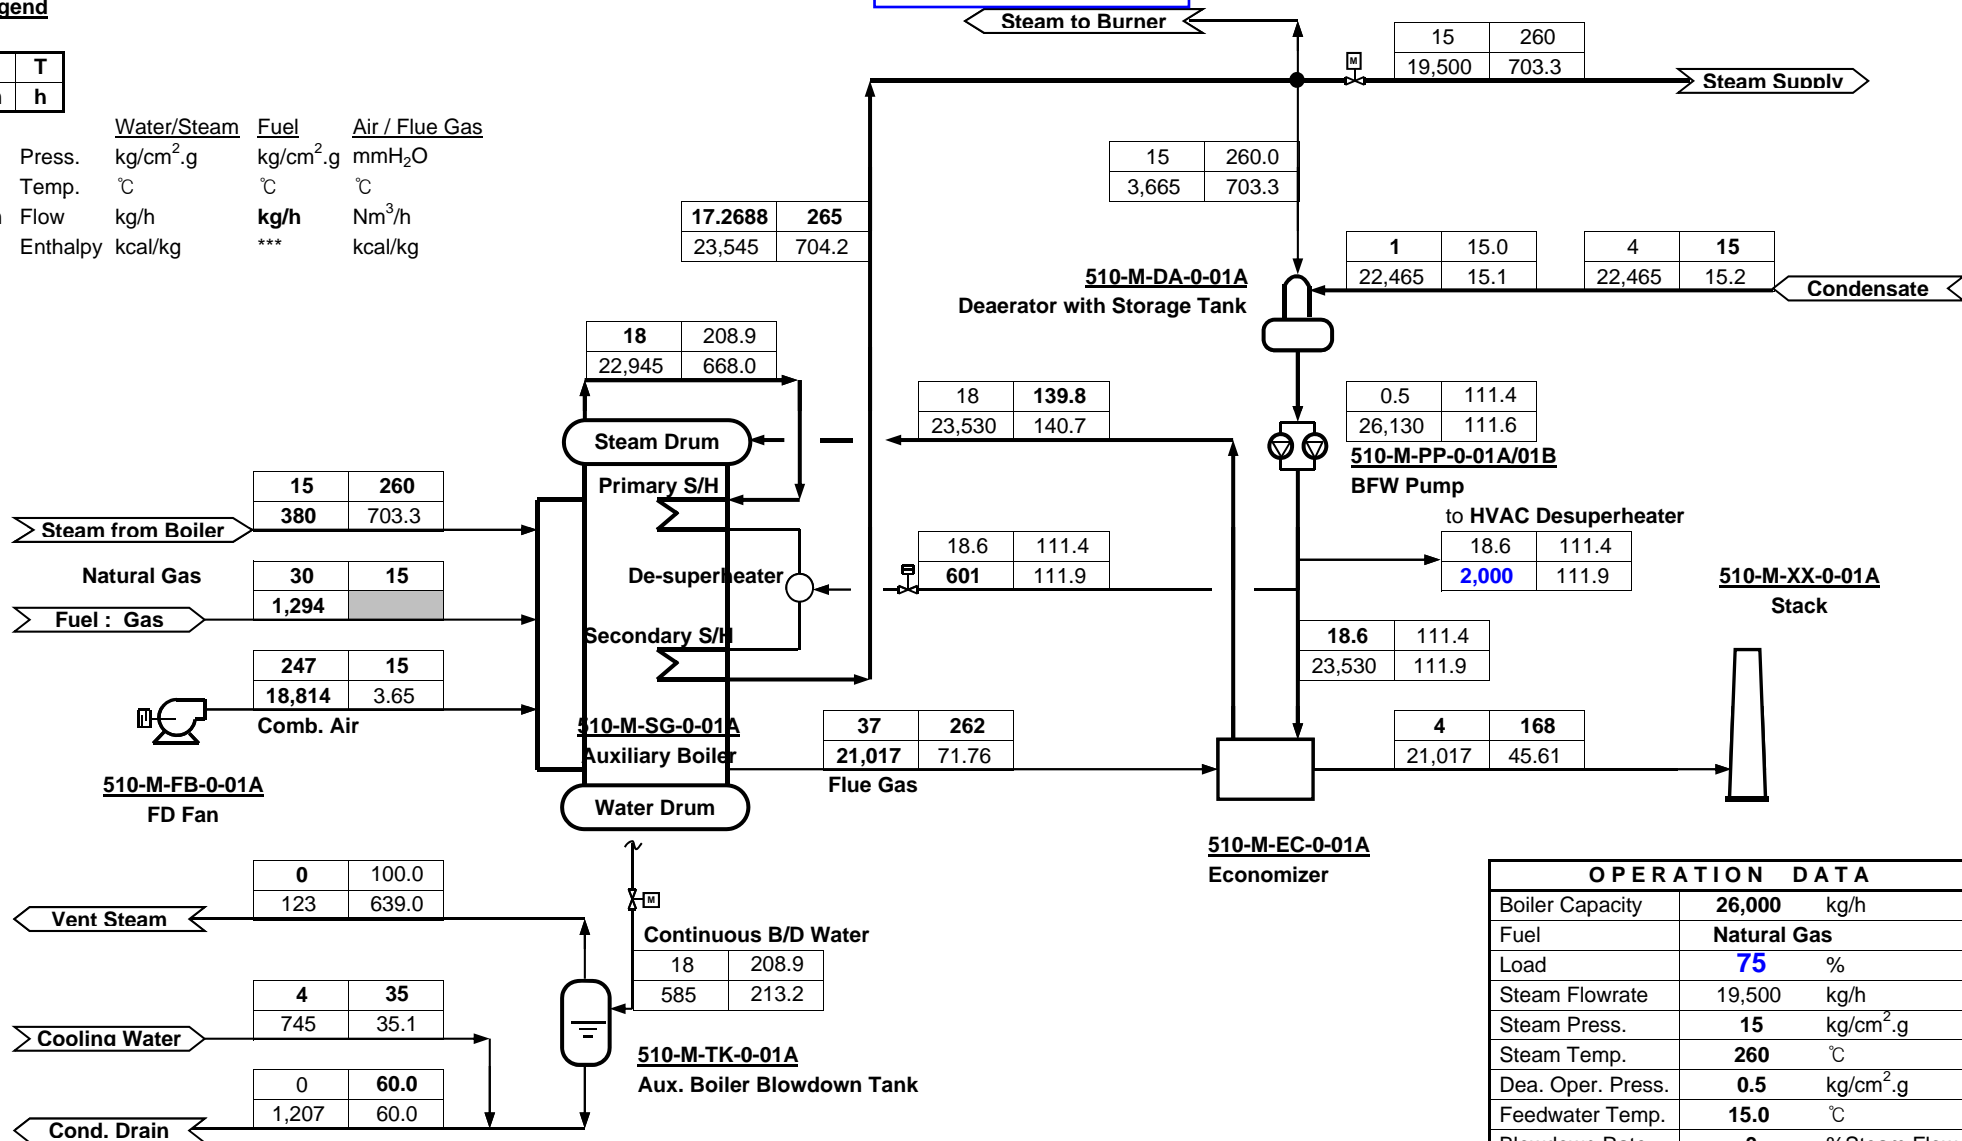 Steam to Burner
15 260
19,500 703.3
M
Steam Supply
T
h
Water/Steam Fuel Air / Flue Gas
Press. kg/cm2.g kg/cm2.g mmH2O
Temp. ℃ ℃ ℃
Flow kg/h kg/h Nm3/h
Enthalpy kcal/kg *** kcal/kg
15 260.0
3,665 703.3
17.2688 265
23,545 704.2
1 15.0
22,465 15.1
4 15
22,465 15.2
Condensate
510-M-DA-0-01A
Deaerator with Storage Tank
18 208.9
22,945 668.0
18 139.8
23,530 140.7
0.5 111.4
26,130 111.6
Steam Drum
510-M-PP-0-01A/01B
BFW Pump
15 260
380 703.3
Steam from Boiler
Primary S/H
to HVAC Desuperheater
18.6 111.4
2,000 111.9
Natural Gas
30 15
1,294
Fuel : Gas
De-superheater
18.6 111.4
601 111.9
510-M-XX-0-01A
Stack
Secondary S/H
18.6 111.4
23,530 111.9
247 15
18,814 3.65
Comb. Air
510-M-SG-0-01A
Auxiliary Boiler
37 262
21,017 71.76
Flue Gas
4 168
21,017 45.61
510-M-FB-0-01A
FD Fan
Water Drum
510-M-EC-0-01A
Economizer
0 100.0
123 639.0
Vent Steam
M
Continuous B/D Water
18 208.9
585 213.2
4 35
745 35.1
Cooling Water
510-M-TK-0-01A
Aux. Boiler Blowdown Tank
0 60.0
1,207 60.0
Cond. Drain
OPERATION DATA
Boiler Capacity 26,000 kg/h
Fuel Natural Gas
Load 75 %
Steam Flowrate 19,500 kg/h
Steam Press. 15 kg/cm2.g
Steam Temp. 260 ℃
Dea. Oper. Press. 0.5 kg/cm2.g
Feedwater Temp. 15.0 ℃